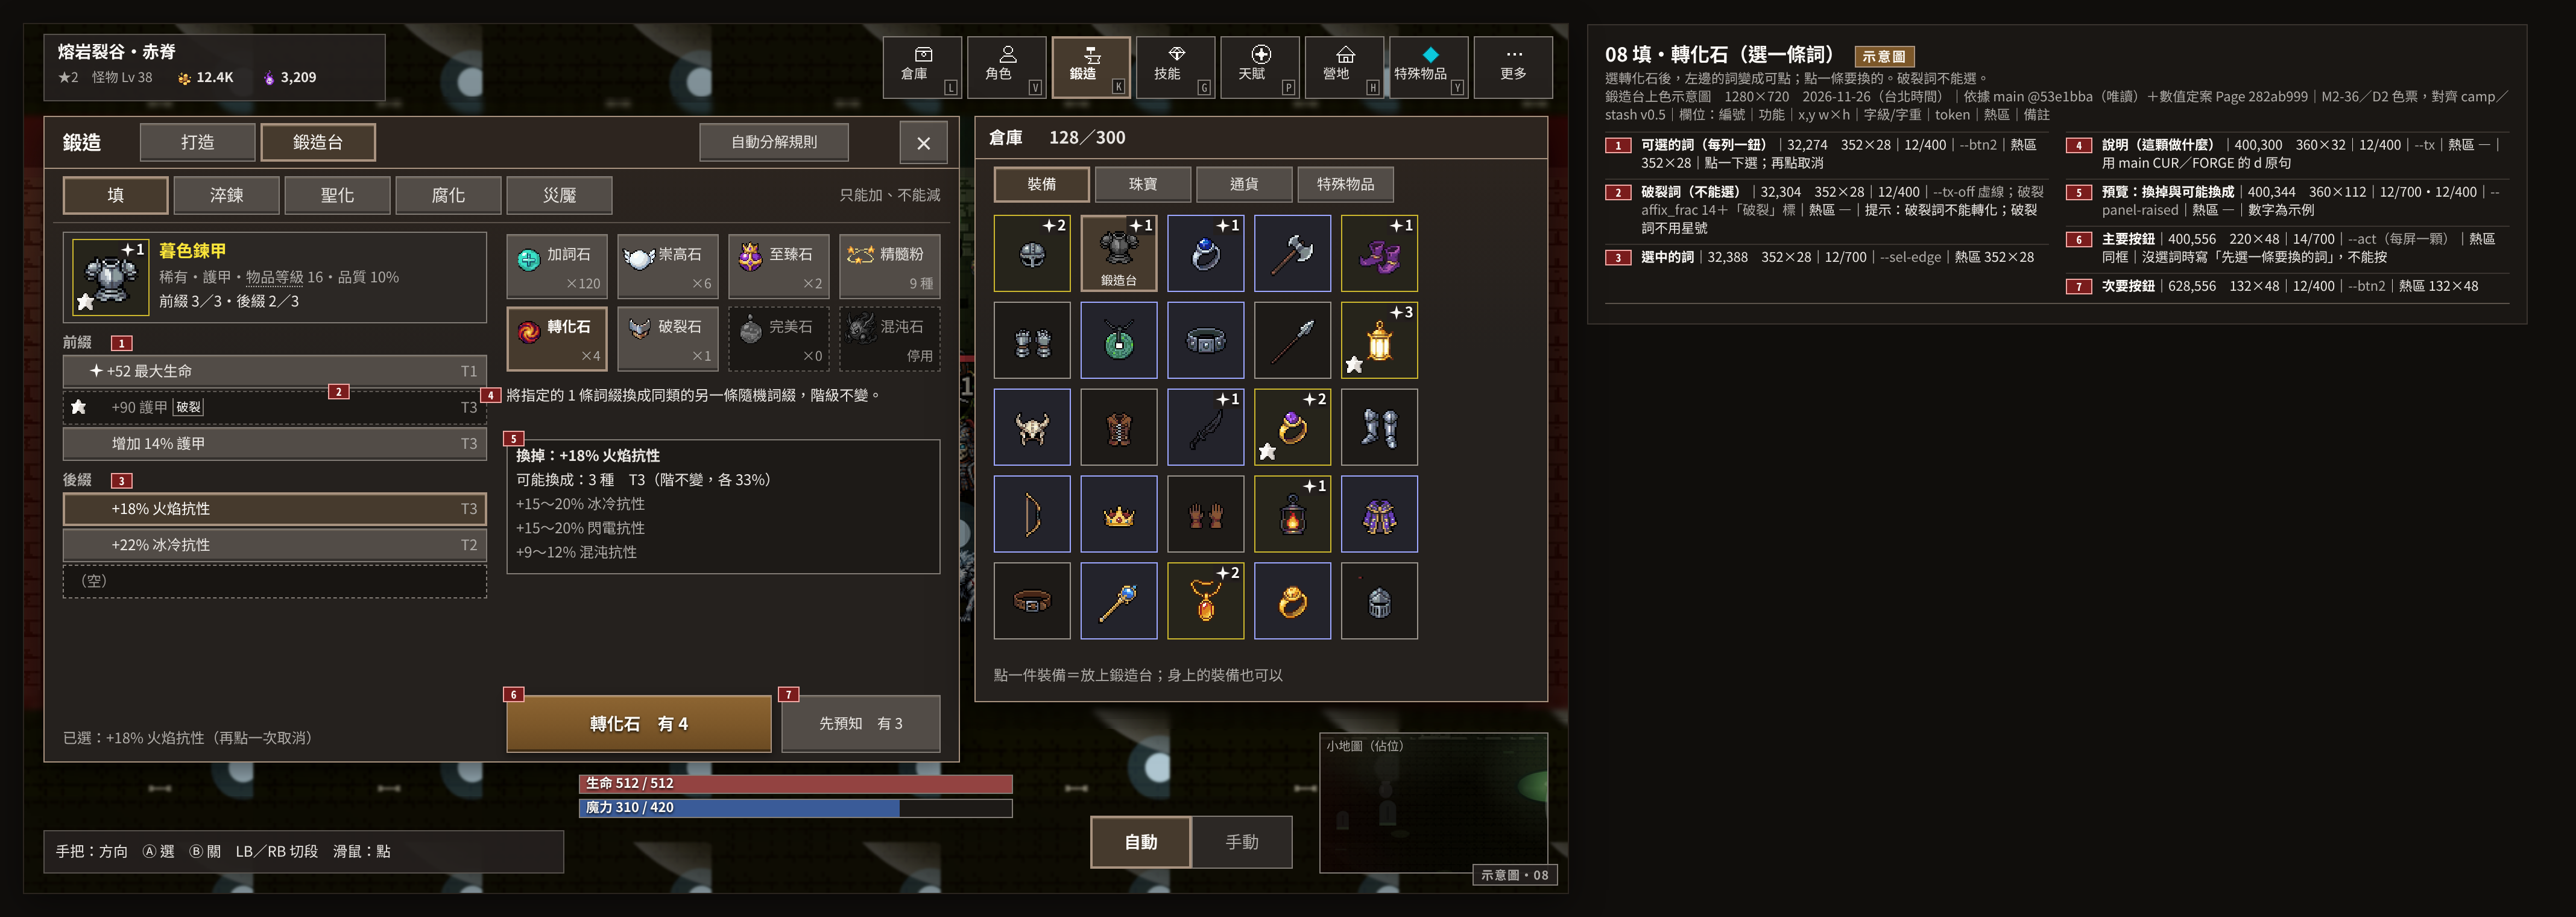 熔岩裂谷・赤脊
★2 怪物 Lv 38 12.4K 3,209
倉庫 L
角色 V
鍛造 K
技能 G
天賦 P
營地 H
特殊物品 Y
更多
鍛造 打造 鍛造台 自動分解規則 ×
填 淬鍊 聖化 腐化 災魘 只能加、不能減
+1 暮色鍊甲
稀有・護甲・物品等級 16・品質 10%
前綴 3／3・後綴 2／3
前綴 1
+52 最大生命 T1
2
+90 護甲 破裂 T3
增加 14% 護甲 T3
後綴 3
+18% 火焰抗性 T3
+22% 冰冷抗性 T2
（空）
已選：+18% 火焰抗性（再點一次取消）
加詞石 ×120
崇高石 ×6
至臻石 ×2
精髓粉 9 種
轉化石 ×4
破裂石 ×1
完美石 ×0
混沌石 停用
4 將指定的 1 條詞綴換成同類的另一條隨機詞綴，階級不變。
5
換掉：+18% 火焰抗性
可能換成：3 種 T3（階不變，各 33%）
+15～20% 冰冷抗性
+15～20% 閃電抗性
+9～12% 混沌抗性
6 轉化石 有 4
7 先預知 有 3
倉庫 128／300
裝備 珠寶 通貨 特殊物品
+2 +1 +1 +1
鍛造台
+3
+1 +2
+1
+2
點一件裝備＝放上鍛造台；身上的裝備也可以
生命 512 / 512
魔力 310 / 420
手把：方向 Ⓐ 選 Ⓑ 關 LB／RB 切段 滑鼠：點
自動 手動
小地圖（佔位）
示意圖・08
08 填・轉化石（選一條詞） 示意圖
選轉化石後，左邊的詞變成可點；點一條要換的。破裂詞不能選。
鍛造台上色示意圖 1280×720 2026-11-26（台北時間）｜依據 main @53e1bba（唯讀）＋數值定案 Page 282ab999｜M2-36／D2 色票，對齊 camp／
stash v0.5｜欄位：編號｜功能｜x,y w×h｜字級/字重｜token｜熱區｜備註
1 可選的詞（每列一鈕）｜32,274 352×28｜12/400｜--btn2｜熱區
352×28｜點一下選；再點取消
2 破裂詞（不能選）｜32,304 352×28｜12/400｜--tx-off 虛線；破裂
affix_frac 14＋「破裂」標｜熱區 —｜提示：破裂詞不能轉化；破裂
詞不用星號
3 選中的詞｜32,388 352×28｜12/700｜--sel-edge｜熱區 352×28
4 說明（這顆做什麼）｜400,300 360×32｜12/400｜--tx｜熱區 —｜
用 main CUR／FORGE 的 d 原句
5 預覽：換掉與可能換成｜400,344 360×112｜12/700・12/400｜--
panel-raised｜熱區 —｜數字為示例
6 主要按鈕｜400,556 220×48｜14/700｜--act（每屏一顆）｜熱區
同框｜沒選詞時寫「先選一條要換的詞」，不能按
7 次要按鈕｜628,556 132×48｜12/400｜--btn2｜熱區 132×48